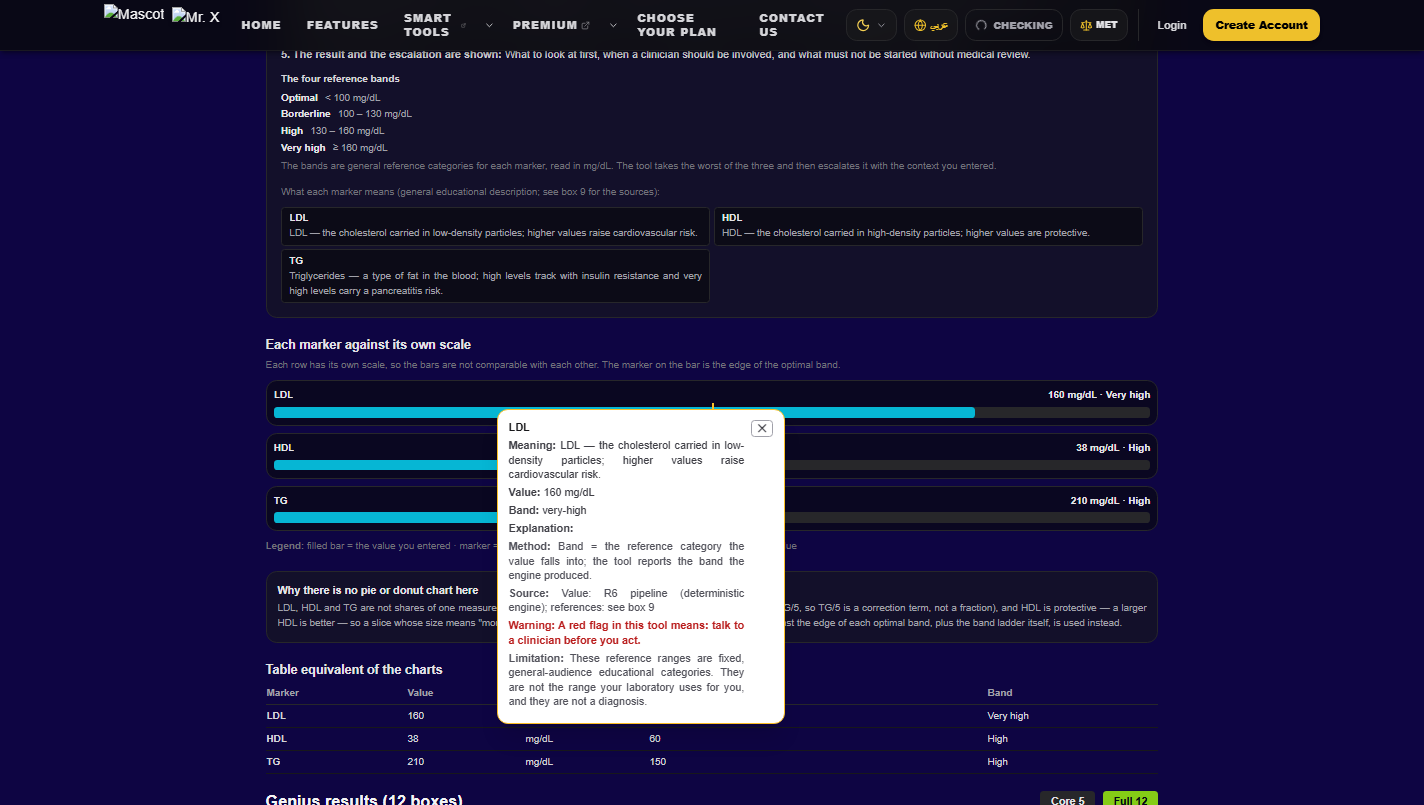 Mascot
Mr. X
HOME
FEATURES
SMART TOOLS
PREMIUM
CHOOSE YOUR PLAN
CONTACT US
عربي
CHECKING
MET
Login
Create Account
5. The result and the escalation are shown: What to look at first, when a clinician should be involved, and what must not be started without medical review.
The four reference bands
Optimal < 100 mg/dL
Borderline 100 – 130 mg/dL
High 130 – 160 mg/dL
Very high ≥ 160 mg/dL
The bands are general reference categories for each marker, read in mg/dL. The tool takes the worst of the three and then escalates it with the context you entered.
What each marker means (general educational description; see box 9 for the sources):
LDL
LDL — the cholesterol carried in low-density particles; higher values raise cardiovascular risk.
HDL
HDL — the cholesterol carried in high-density particles; higher values are protective.
TG
Triglycerides — a type of fat in the blood; high levels track with insulin resistance and very
high levels carry a pancreatitis risk.
Each marker against its own scale
Each row has its own scale, so the bars are not comparable with each other. The marker on the bar is the edge of the optimal band.
LDL 160 mg/dL · Very high
HDL 38 mg/dL · High
TG 210 mg/dL · High
Legend: filled bar = the value you entered · marker =
LDL
Meaning: LDL — the cholesterol carried in low-
density particles; higher values raise
cardiovascular risk.
Value: 160 mg/dL
Band: very-high
Explanation:
Method: Band = the reference category the
value falls into; the tool reports the band the
engine produced.
Source: Value: R6 pipeline (deterministic
engine); references: see box 9
Warning: A red flag in this tool means: talk to
a clinician before you act.
Limitation: These reference ranges are fixed,
general-audience educational categories. They
are not the range your laboratory uses for you,
and they are not a diagnosis.
Why there is no pie or donut chart here
LDL, HDL and TG are not shares of one measure G/5, so TG/5 is a correction term, not a fraction), and HDL is protective — a larger
HDL is better — so a slice whose size means "mo st the edge of each optimal band, plus the band ladder itself, is used instead.
Table equivalent of the charts
Marker Value Band
LDL 160 Very high
HDL 38 mg/dL 60 High
TG 210 mg/dL 150 High
Genius results (12 boxes)
Core 5
Full 12